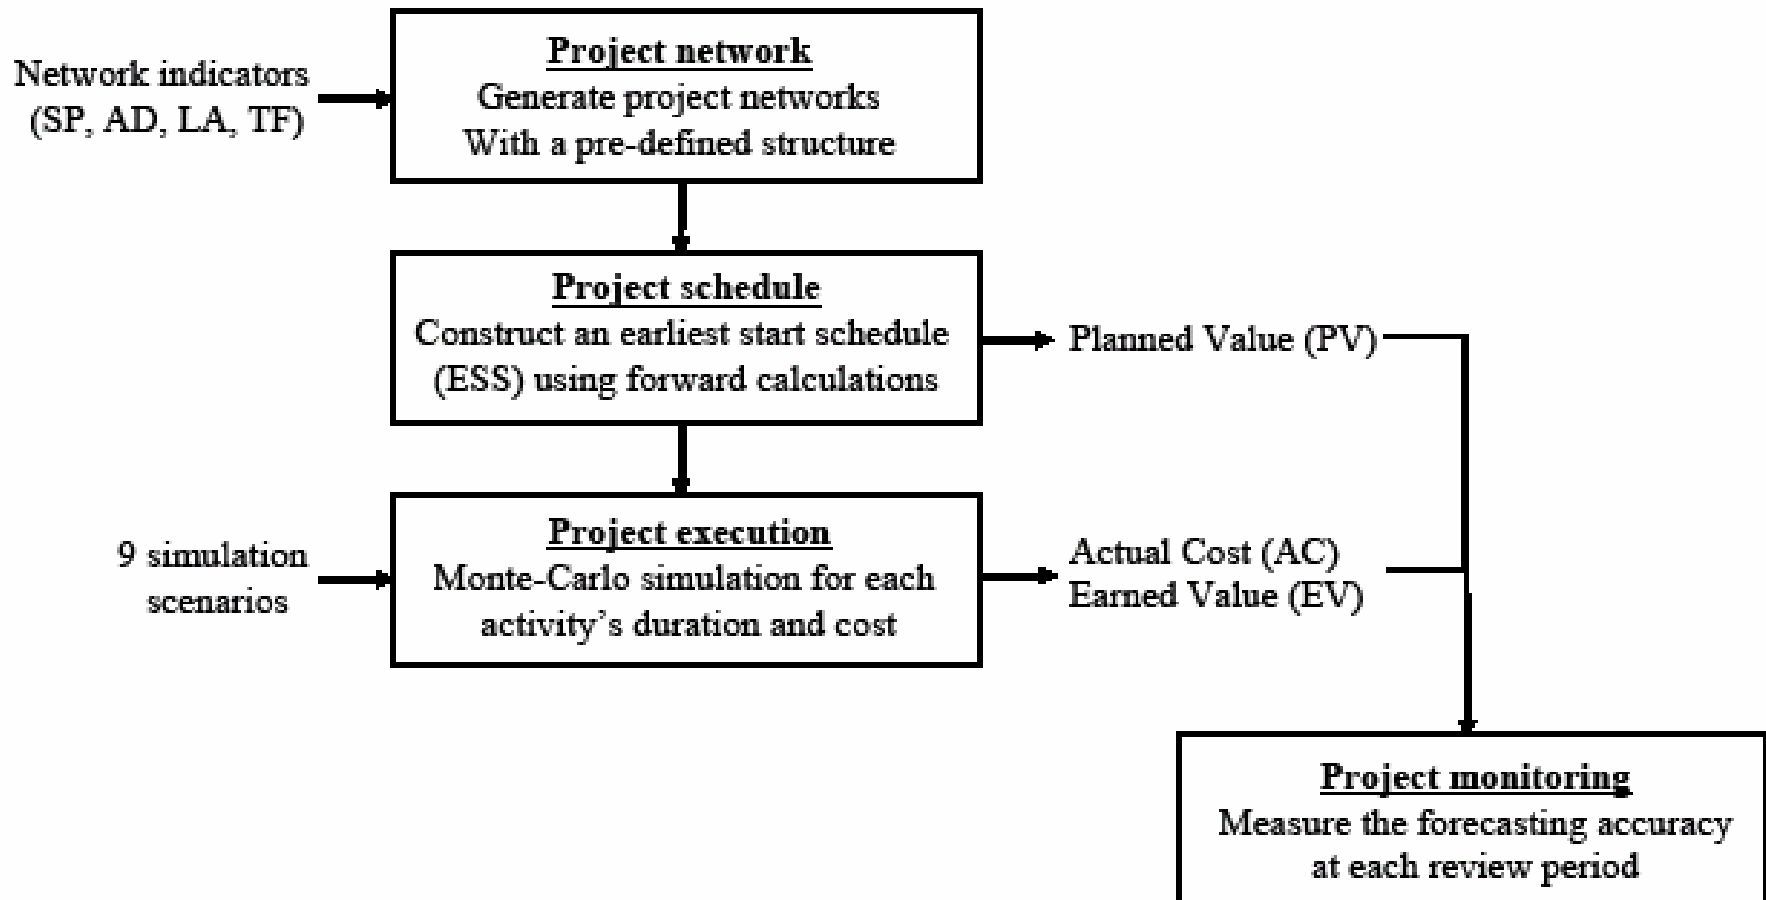 Network indicators
(SP, AD, LA, TF)
Project network
Generate project networks
With a pre-defined structure
Project schedule
Construct an earliest start schedule
(ESS) using forward calculations
Planned Value (PV)
9 simulation
scenarios
Project execution
Monte-Carlo simulation for each
activity’s duration and cost
Actual Cost (AC)
Earned Value (EV)
Project monitoring
Measure the forecasting accuracy
at each review period